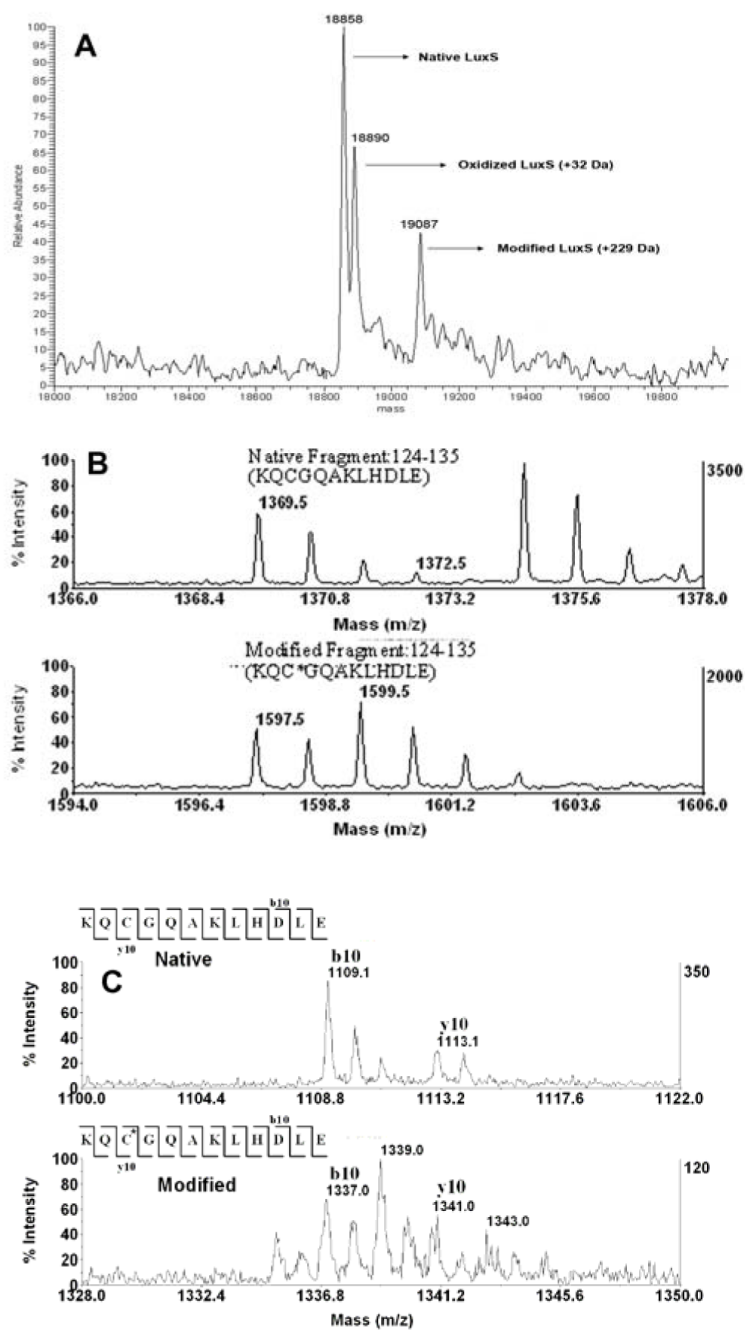 A
18858
Native LuxS
18890
Oxidized LuxS (+32 Da)
19087
Modified LuxS (+229 Da)
Relative Abundance
100
95
90
85
80
75
70
65
60
55
50
45
40
35
30
25
20
15
10
5
0
18000 18200 18400 18600 18800 19000 19200 19400 19600 19800
mass
B
Native Fragment:124-135
(KQCGQAKLHDLE)
1369.5
1372.5
3500
% Intensity
100
80
60
40
20
0
1366.0 1368.4 1370.8 1373.2 1375.6 1378.0
Mass (m/z)
Modified Fragment:124-135
(KQC*GQAKLHDLE)
1597.5
1599.5
2000
% Intensity
100
80
60
40
20
0
1594.0 1596.4 1598.8 1601.2 1603.6 1606.0
Mass (m/z)
b10
K Q C G Q A K L H D L E
y10
Native
C
b10
1109.1
y10
1113.1
350
% Intensity
100
80
60
40
20
0
1100.0 1104.4 1108.8 1113.2 1117.6 1122.0
b10
K Q C* G Q A K L H D L E
y10
Modified
b10
1337.0
1339.0
y10
1341.0
1343.0
120
% Intensity
100
80
60
40
20
0
1328.0 1332.4 1336.8 1341.2 1345.6 1350.0
Mass (m/z)